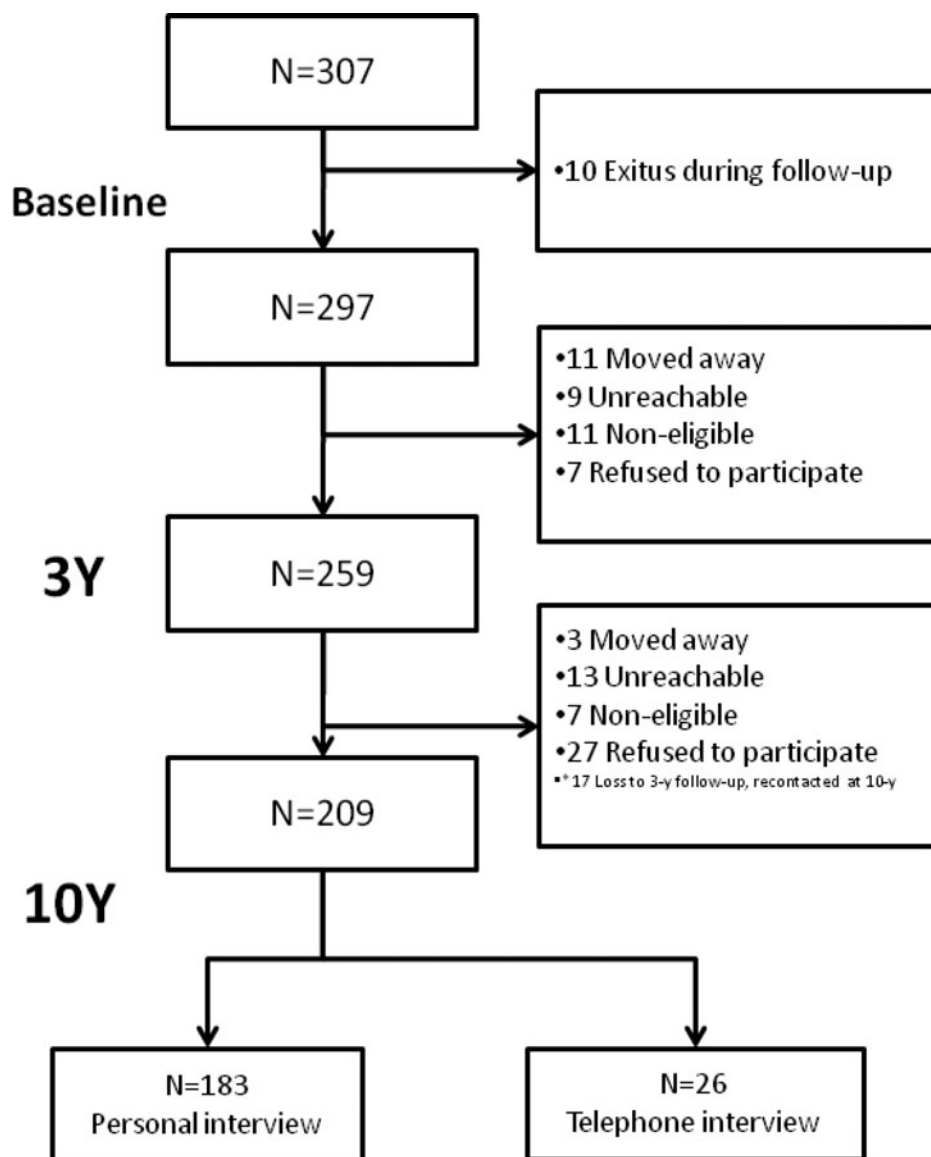 N=307
•10 Exitus during follow-up
Baseline
N=297
•11 Moved away
•9 Unreachable
•11 Non-eligible
•7 Refused to participate
3Y
N=259
•3 Moved away
•13 Unreachable
•7 Non-eligible
•27 Refused to participate
▪*17 Loss to 3-y follow-up, recontacted at 10-y
N=209
10Y
N=183
Personal interview
N=26
Telephone interview